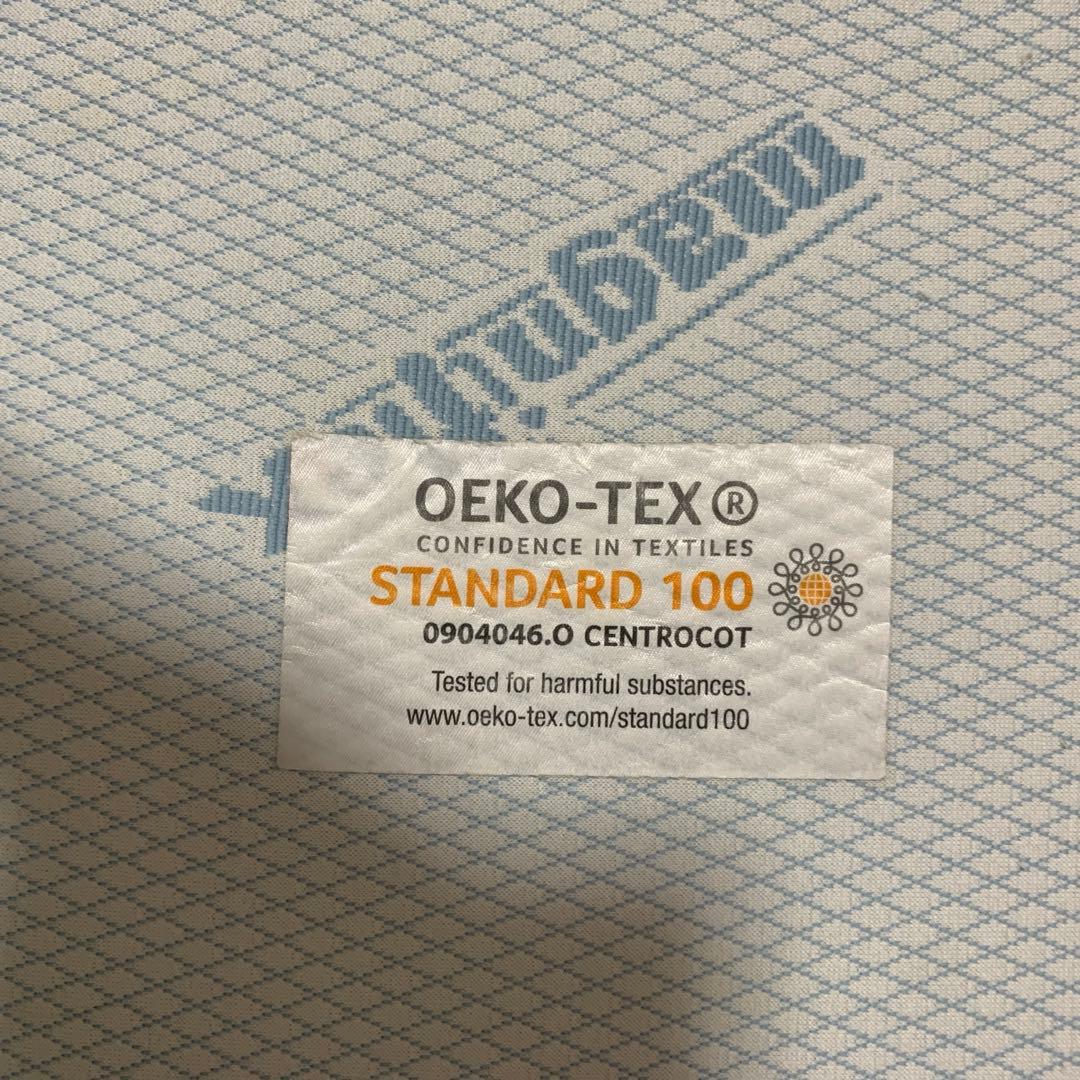 OEKO-TEX®
CONFIDENCE IN TEXTILES
STANDARD 100
0904046.O CENTROCOT
Tested for harmful substances.
www.oeko-tex.com/standard100